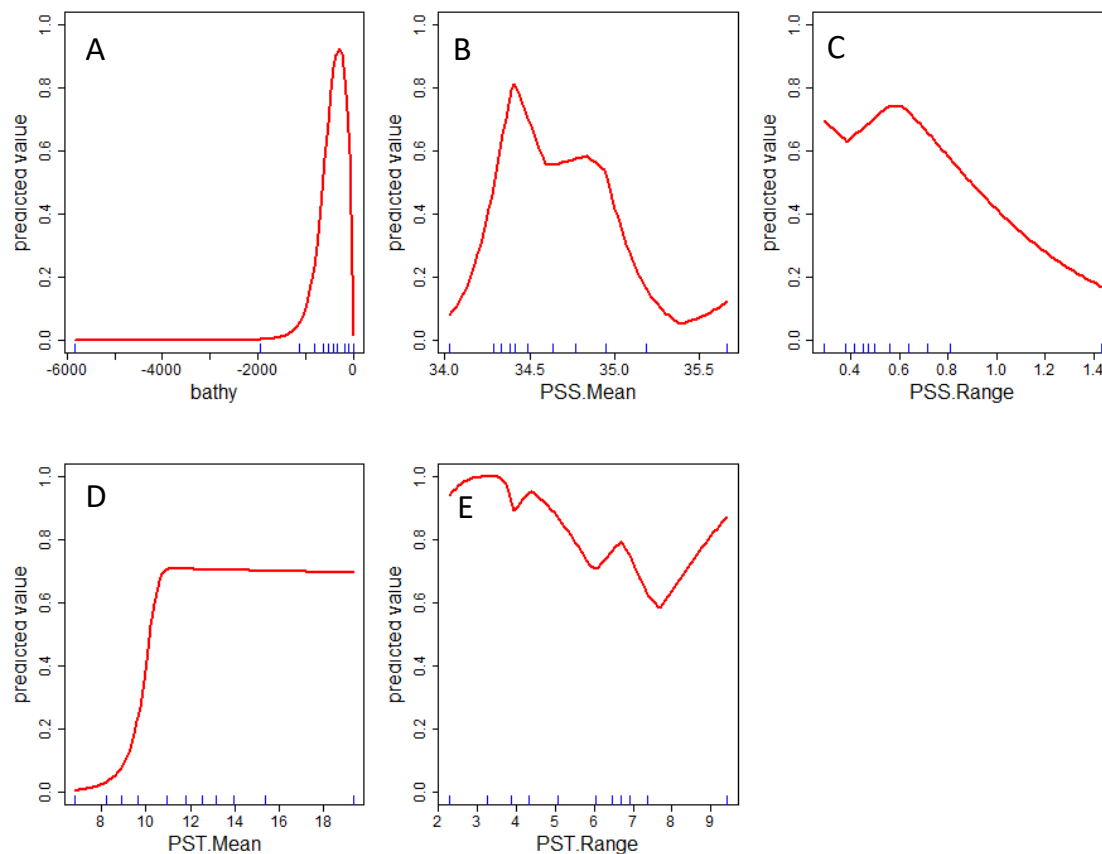 A
predicted value
0.0 0.2 0.4 0.6 0.8 1.0
-6000 -4000 -2000 0
bathy
B
predicted value
0.0 0.2 0.4 0.6 0.8 1.0
34.0 34.5 35.0 35.5
PSS.Mean
C
predicted value
0.0 0.2 0.4 0.6 0.8 1.0
0.4 0.6 0.8 1.0 1.2 1.4
PSS.Range
D
predicted value
0.0 0.2 0.4 0.6 0.8 1.0
8 10 12 14 16 18
PST.Mean
E
predicted value
0.0 0.2 0.4 0.6 0.8 1.0
2 3 4 5 6 7 8 9
PST.Range